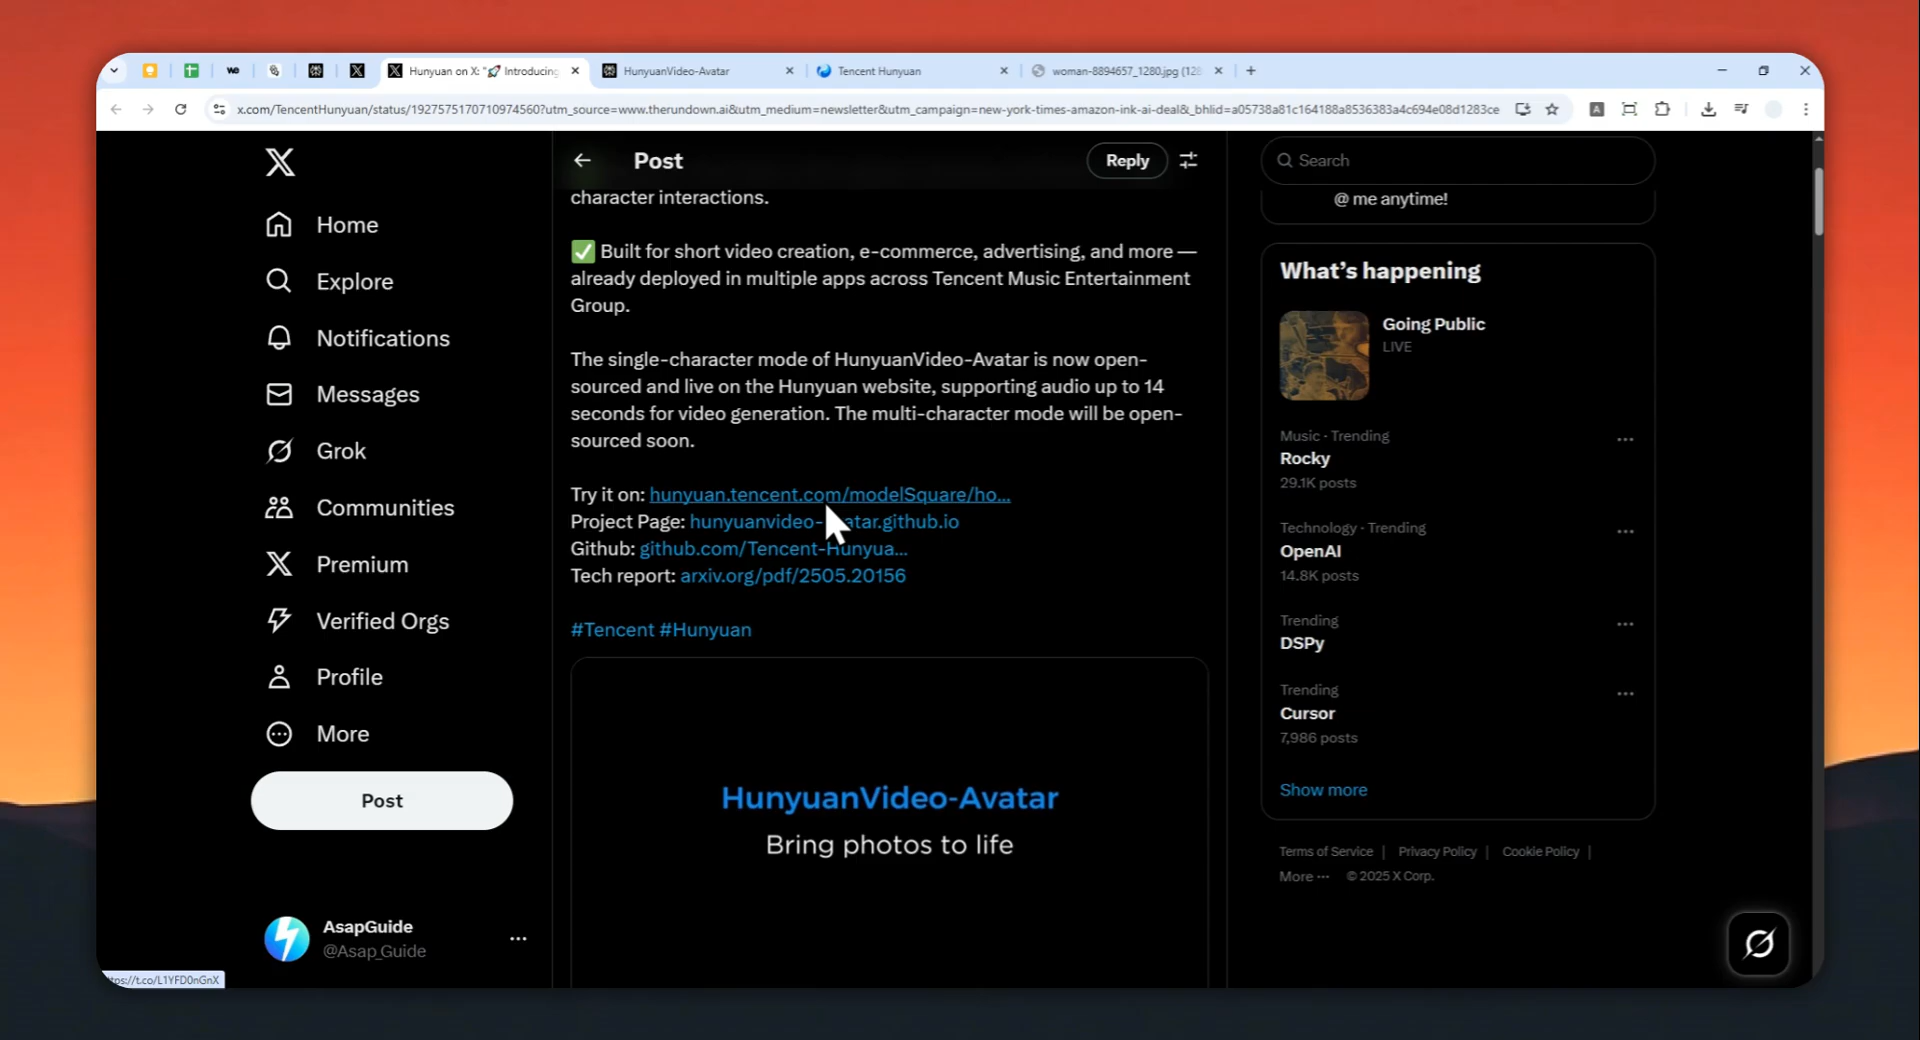 Hunyuan on X: "🚀 Introducing
HunyuanVideo-Avatar
Tencent Hunyuan
woman-8894657_1280.jpg (128
x.com/TencentHunyuan/status/1927575170710974560?utm_source=www.therundown.ai&utm_medium=newsletter&utm_campaign=new-york-times-amazon-ink-ai-deal&_bhlid=a05738a81c164188a8536383a4c694e08d1283ce
Home
Explore
Notifications
Messages
Grok
Communities
Premium
Verified Orgs
Profile
More
Post
AsapGuide
@Asap_Guide
Post
Reply
character interactions.
✅ Built for short video creation, e-commerce, advertising, and more —
already deployed in multiple apps across Tencent Music Entertainment
Group.
The single-character mode of HunyuanVideo-Avatar is now open-
sourced and live on the Hunyuan website, supporting audio up to 14
seconds for video generation. The multi-character mode will be open-
sourced soon.
Try it on: hunyuan.tencent.com/modelSquare/ho...
Project Page: hunyuanvideo-avatar.github.io
Github: github.com/Tencent-Hunyua...
Tech report: arxiv.org/pdf/2505.20156
#Tencent #Hunyuan
HunyuanVideo-Avatar
Bring photos to life
Search
@ me anytime!
What's happening
Going Public
LIVE
Music · Trending
Rocky
29.1K posts
Technology · Trending
OpenAI
14.8K posts
Trending
DSPy
Trending
Cursor
7,986 posts
Show more
Terms of Service | Privacy Policy | Cookie Policy |
More ··· © 2025 X Corp.
ttps://t.co/L1YFD0nGnX